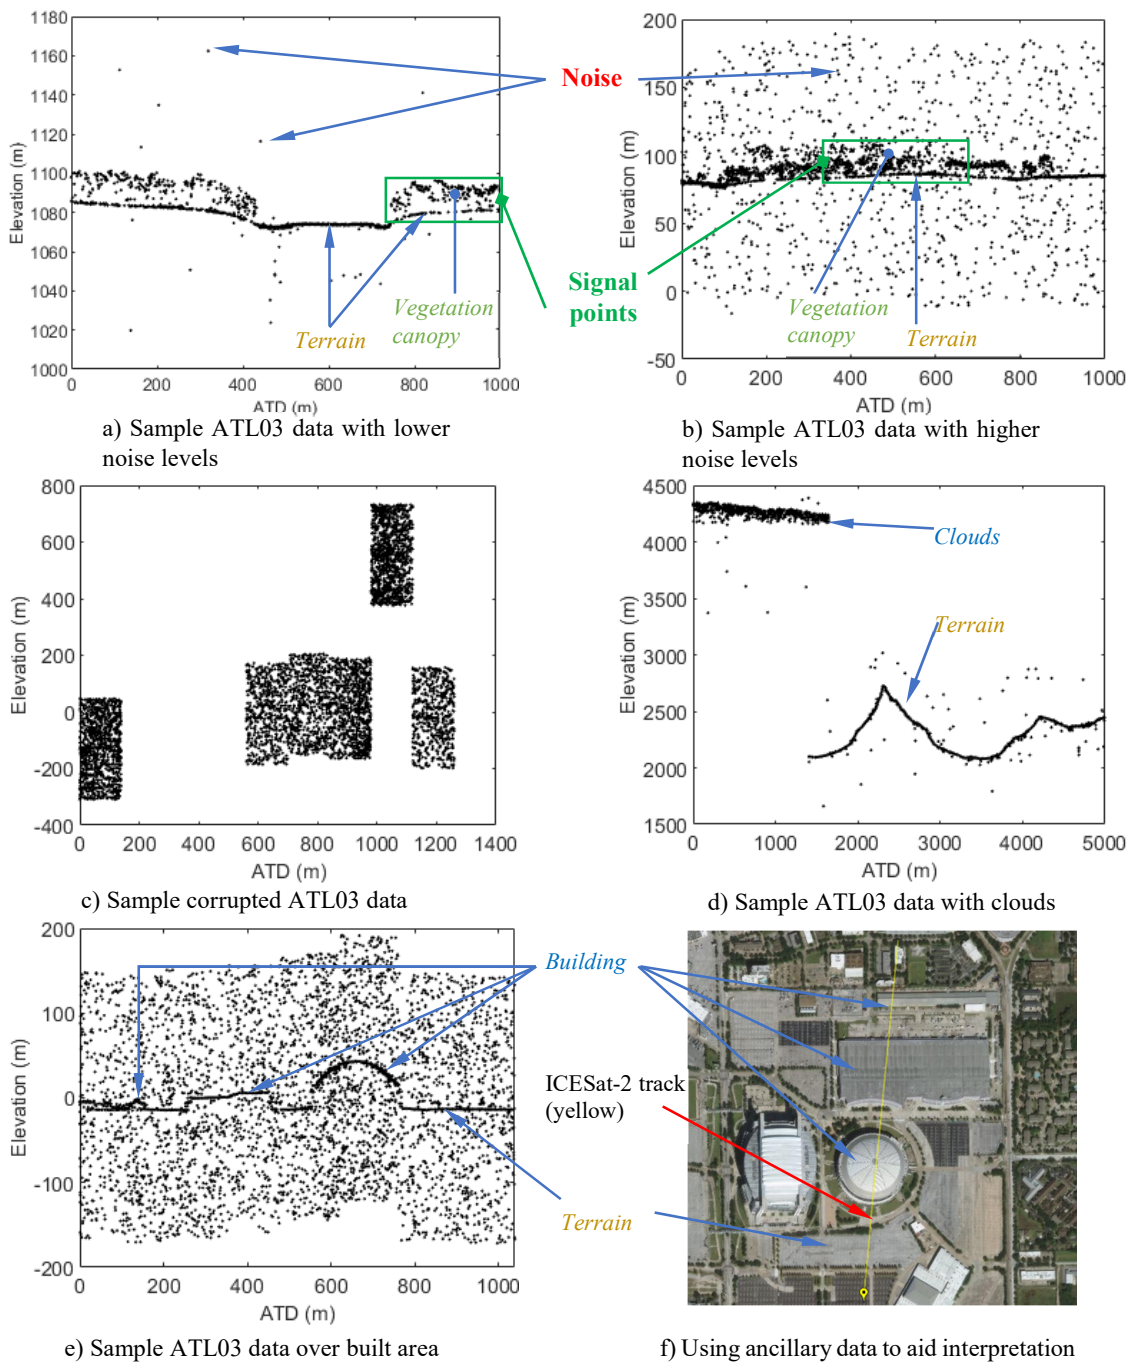 1180
1160
1140
1120
1100
1080
1060
1040
1020
1000
Elevation (m)
0
200
400
600
800
1000
ATD (m)
Noise
Signal
points
Terrain
Vegetation
canopy
200
150
100
50
0
-50
Elevation (m)
0
200
400
600
800
1000
ATD (m)
Vegetation
canopy
Terrain
a) Sample ATL03 data with lower
noise levels
b) Sample ATL03 data with higher
noise levels
800
600
400
200
0
-200
-400
Elevation (m)
0
200
400
600
800
1000
1200
1400
ATD (m)
4500
4000
3500
3000
2500
2000
1500
Elevation (m)
0
1000
2000
3000
4000
5000
ATD (m)
Clouds
Terrain
c) Sample corrupted ATL03 data
d) Sample ATL03 data with clouds
200
100
0
-100
-200
Elevation (m)
0
200
400
600
800
1000
ATD (m)
Building
ICESat-2 track
(yellow)
Terrain
e) Sample ATL03 data over built area
f) Using ancillary data to aid interpretation